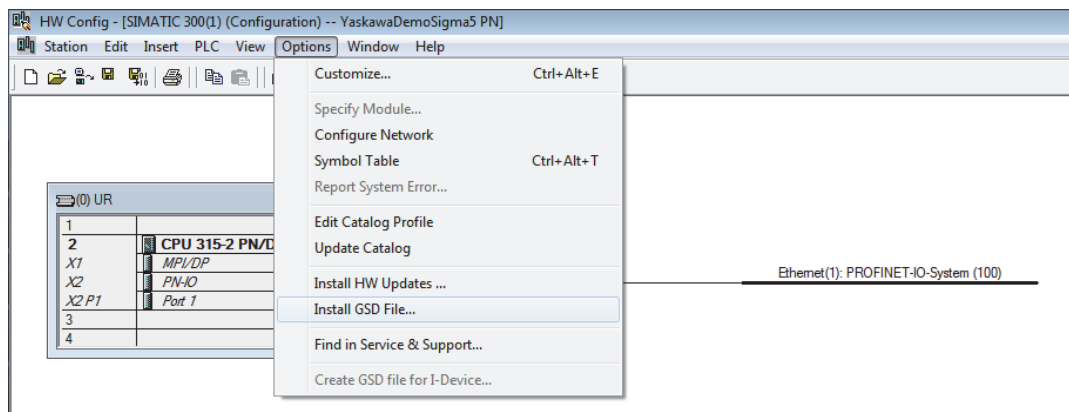 HW Config - [SIMATIC 300(1) (Configuration) -- YaskawaDemoSigma5 PN]
Station Edit Insert PLC View Options Window Help
Customize... Ctrl+Alt+E
Specify Module...
Configure Network
Symbol Table Ctrl+Alt+T
Report System Error...
Edit Catalog Profile
Update Catalog
Install HW Updates ...
Install GSD File...
Find in Service & Support...
Create GSD file for I-Device...
(0) UR
1
2 CPU 315-2 PN/D
X1 MPI/DP
X2 PN-IO
X2 P1 Port 1
3
4
Ethernet(1): PROFINET-IO-System (100)